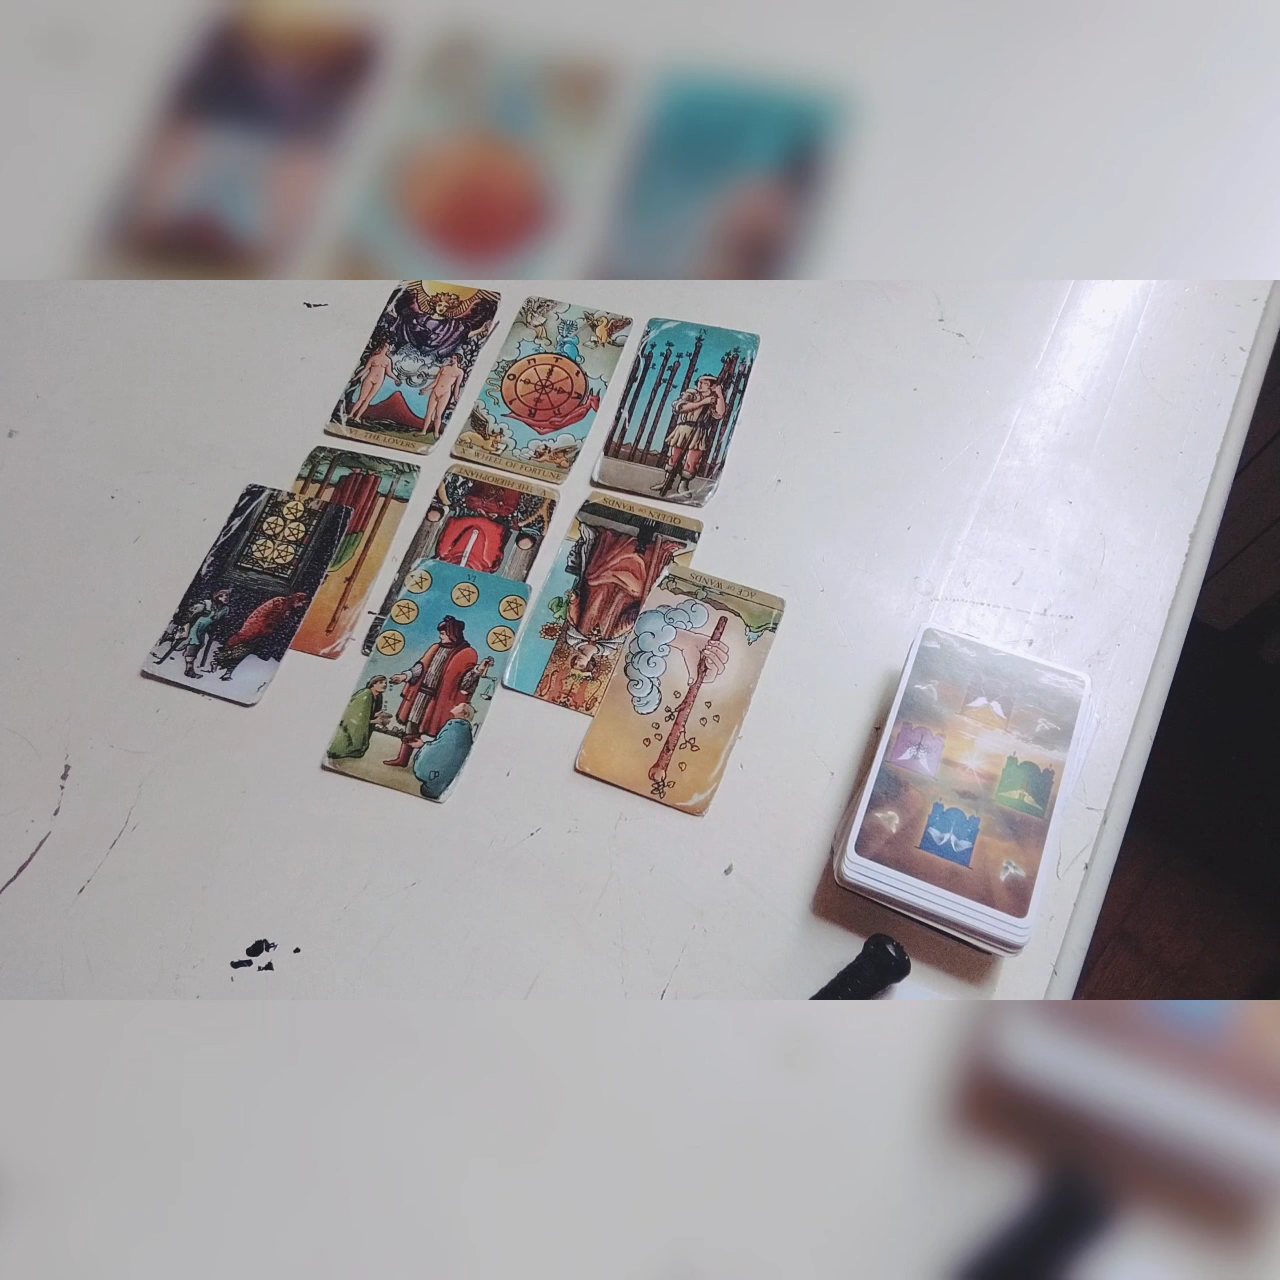 VI · THE LOVERS.
X · WHEEL OF FORTUNE
V · THE HIEROPHANT
QUEEN OF WANDS
VI
ACE OF WANDS